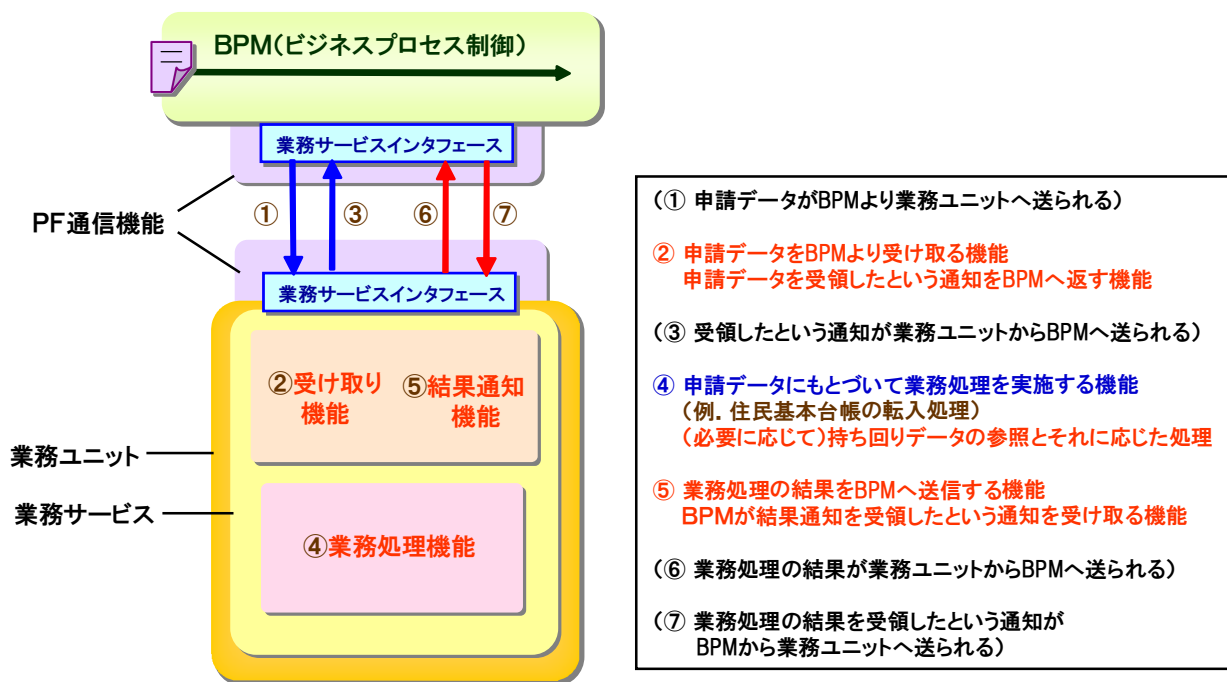 BPM(ビジネスプロセス制御)
業務サービスインタフェース
① ③ ⑥ ⑦
PF通信機能
業務サービスインタフェース
②受け取り
機能
⑤結果通知
機能
業務ユニット
業務サービス
④業務処理機能
(① 申請データがBPMより業務ユニットへ送られる)
② 申請データをBPMより受け取る機能
申請データを受領したという通知をBPMへ返す機能
(③ 受領したという通知が業務ユニットからBPMへ送られる)
④ 申請データにもとづいて業務処理を実施する機能
(例. 住民基本台帳の転入処理)
(必要に応じて)持ち回りデータの参照とそれに応じた処理
⑤ 業務処理の結果をBPMへ送信する機能
BPMが結果通知を受領したという通知を受け取る機能
(⑥ 業務処理の結果が業務ユニットからBPMへ送られる)
(⑦ 業務処理の結果を受領したという通知が
BPMから業務ユニットへ送られる)